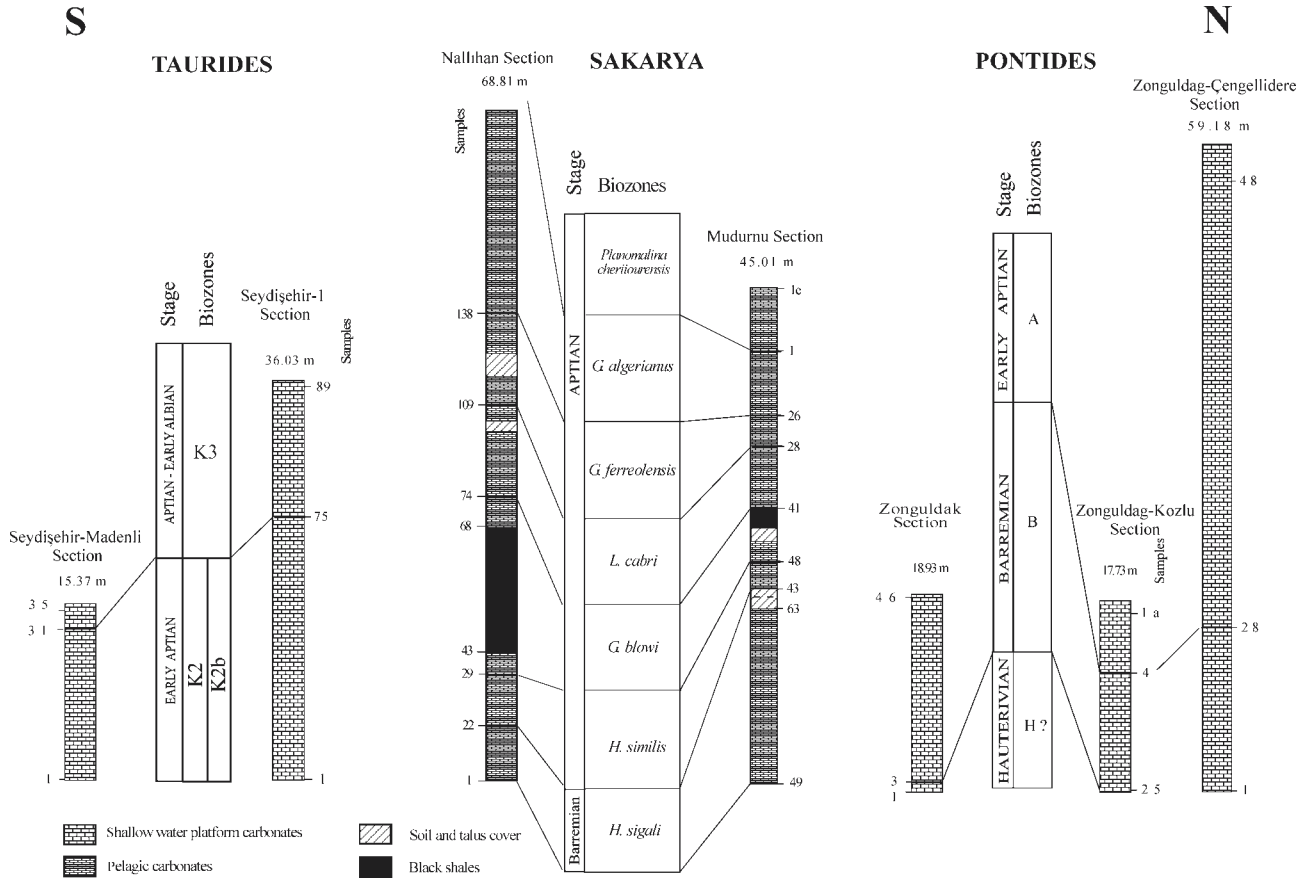 S
N
TAURIDES
SAKARYA
PONTIDES
Seydişehir-Madenli
Section
15.37 m
35
31
1
Stage
Biozones
APTIAN - EARLY ALBIAN
K3
EARLY APTIAN
K2
K2b
Seydişehir-1
Section
36.03 m
Samples
89
75
1
Nallıhan Section
68.81 m
Samples
138
109
74
68
43
29
22
1
Stage
Biozones
APTIAN
Barremian
Planomalina
cheriiourensis
G. algerianus
G. ferreolensis
L. cabri
G. blowi
H. similis
H. sigali
Mudurnu Section
45.01 m
1c
1
26
28
41
48
43
63
49
Zonguldak
Section
18.93 m
46
3
1
Stage
Biozones
EARLY APTIAN
A
BARREMIAN
B
HAUTERIVIAN
H ?
Zonguldag-Kozlu
Section
17.73 m
Samples
1a
4
25
Zonguldag-Çengellidere
Section
59.18 m
48
28
1
Shallow water platform carbonates
Pelagic carbonates
Soil and talus cover
Black shales